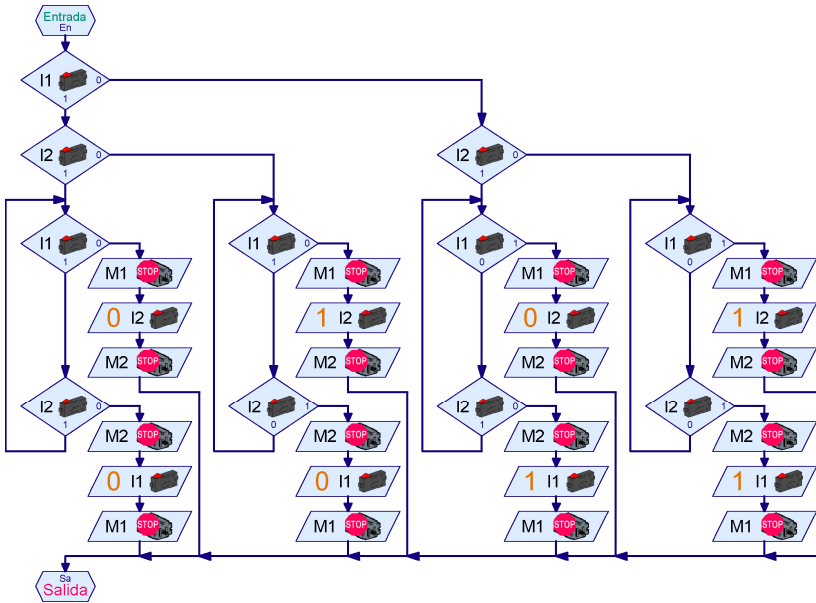 Entrada
En
I1 0
1
I2 0
1
I2 0
1
I1 0
1
I1 0
1
I1 1
0
I1 1
0
M1 STOP
M1 STOP
M1 STOP
M1 STOP
0 I2
1 I2
0 I2
1 I2
M2 STOP
M2 STOP
M2 STOP
M2 STOP
I2 0
1
I2 1
0
I2 0
1
I2 1
0
M2 STOP
M2 STOP
M2 STOP
M2 STOP
0 I1
0 I1
1 I1
1 I1
M1 STOP
M1 STOP
M1 STOP
M1 STOP
Sa
Salida